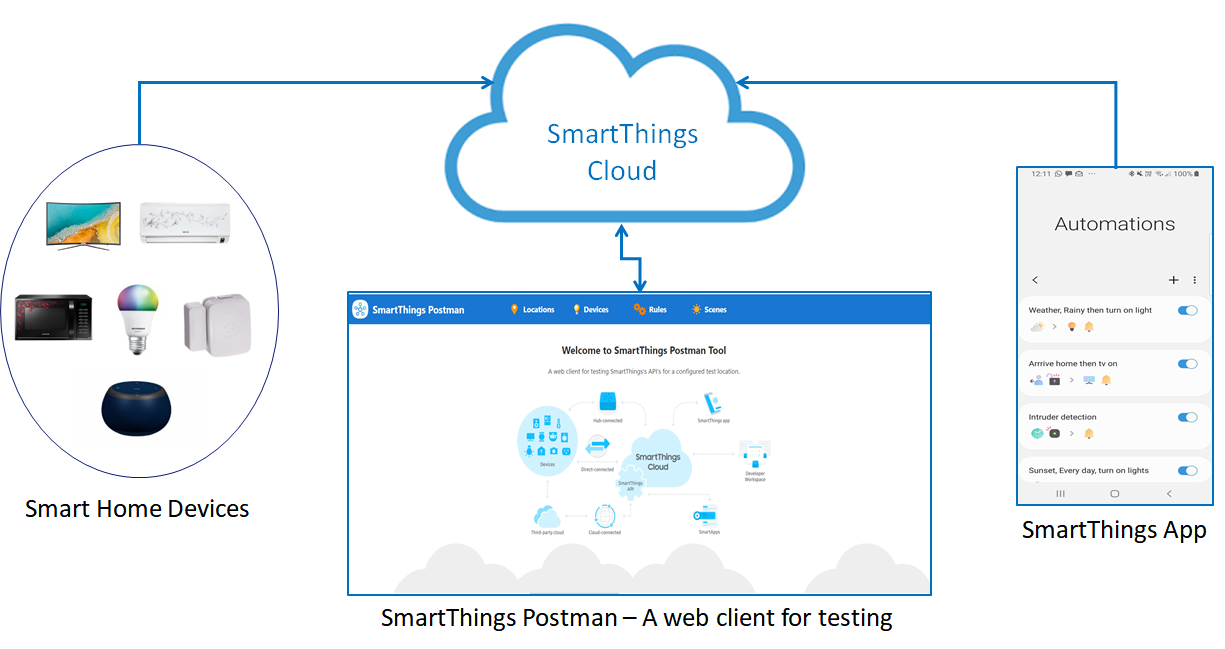 SmartThings
Cloud
12:11
100%
Automations
Weather, Rainy then turn on light
Arrrive home then tv on
Intruder detection
Sunset, Every day, turn on lights
SmartThings Postman
Locations
Devices
Rules
Scenes
Welcome to SmartThings Postman Tool
A web client for testing SmartThings's API's for a configured test location.
Hub-connected
SmartThings app
SmartThings
Cloud
Devices
Direct-connected
SmartThings
API
Developer
Workspace
Third-party-cloud
Cloud-connected
SmartApps
Smart Home Devices
SmartThings App
SmartThings Postman – A web client for testing